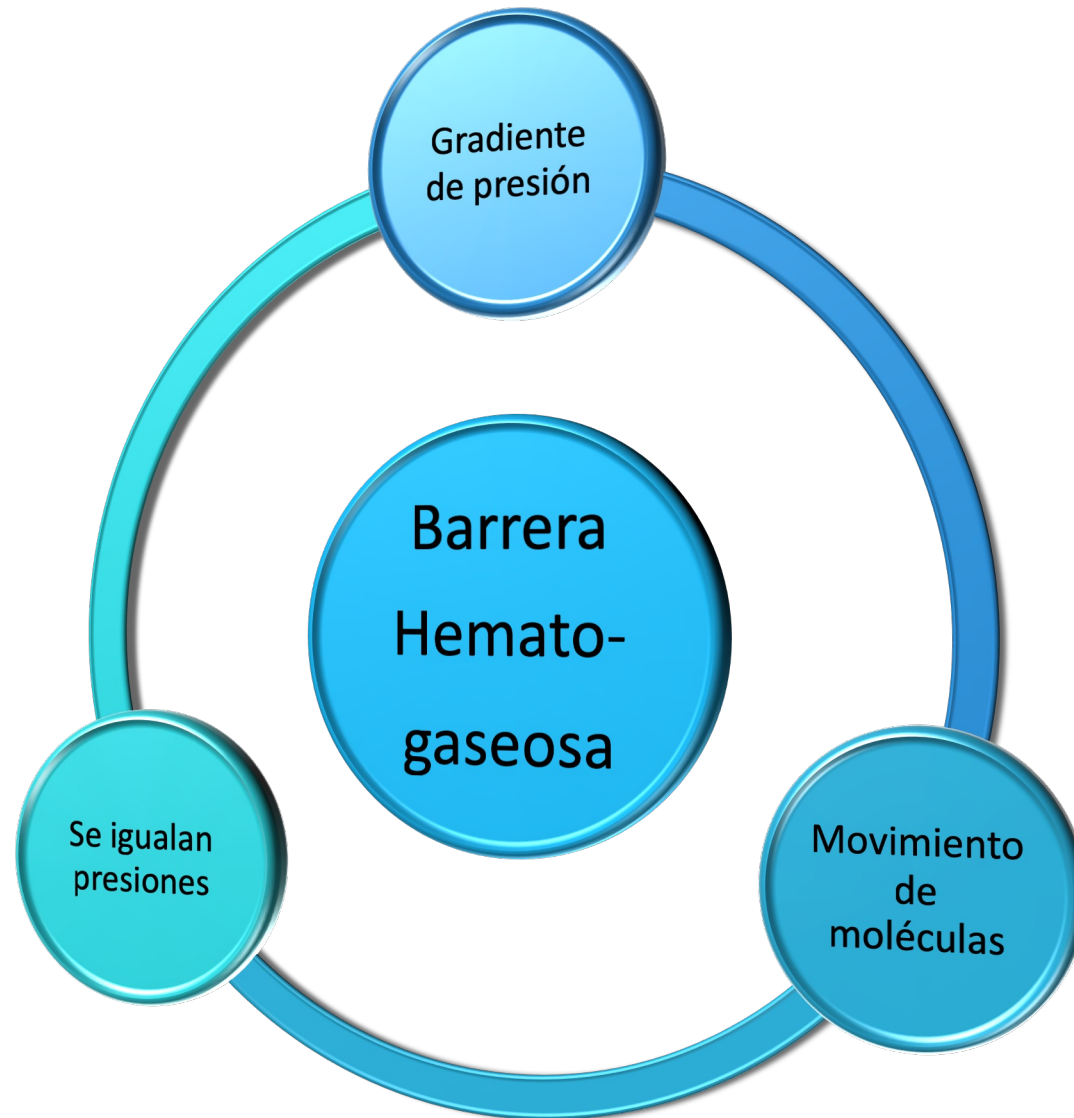 Gradiente
de presión
Barrera
Hemato-
gaseosa
Se igualan
presiones
Movimiento
de
moléculas